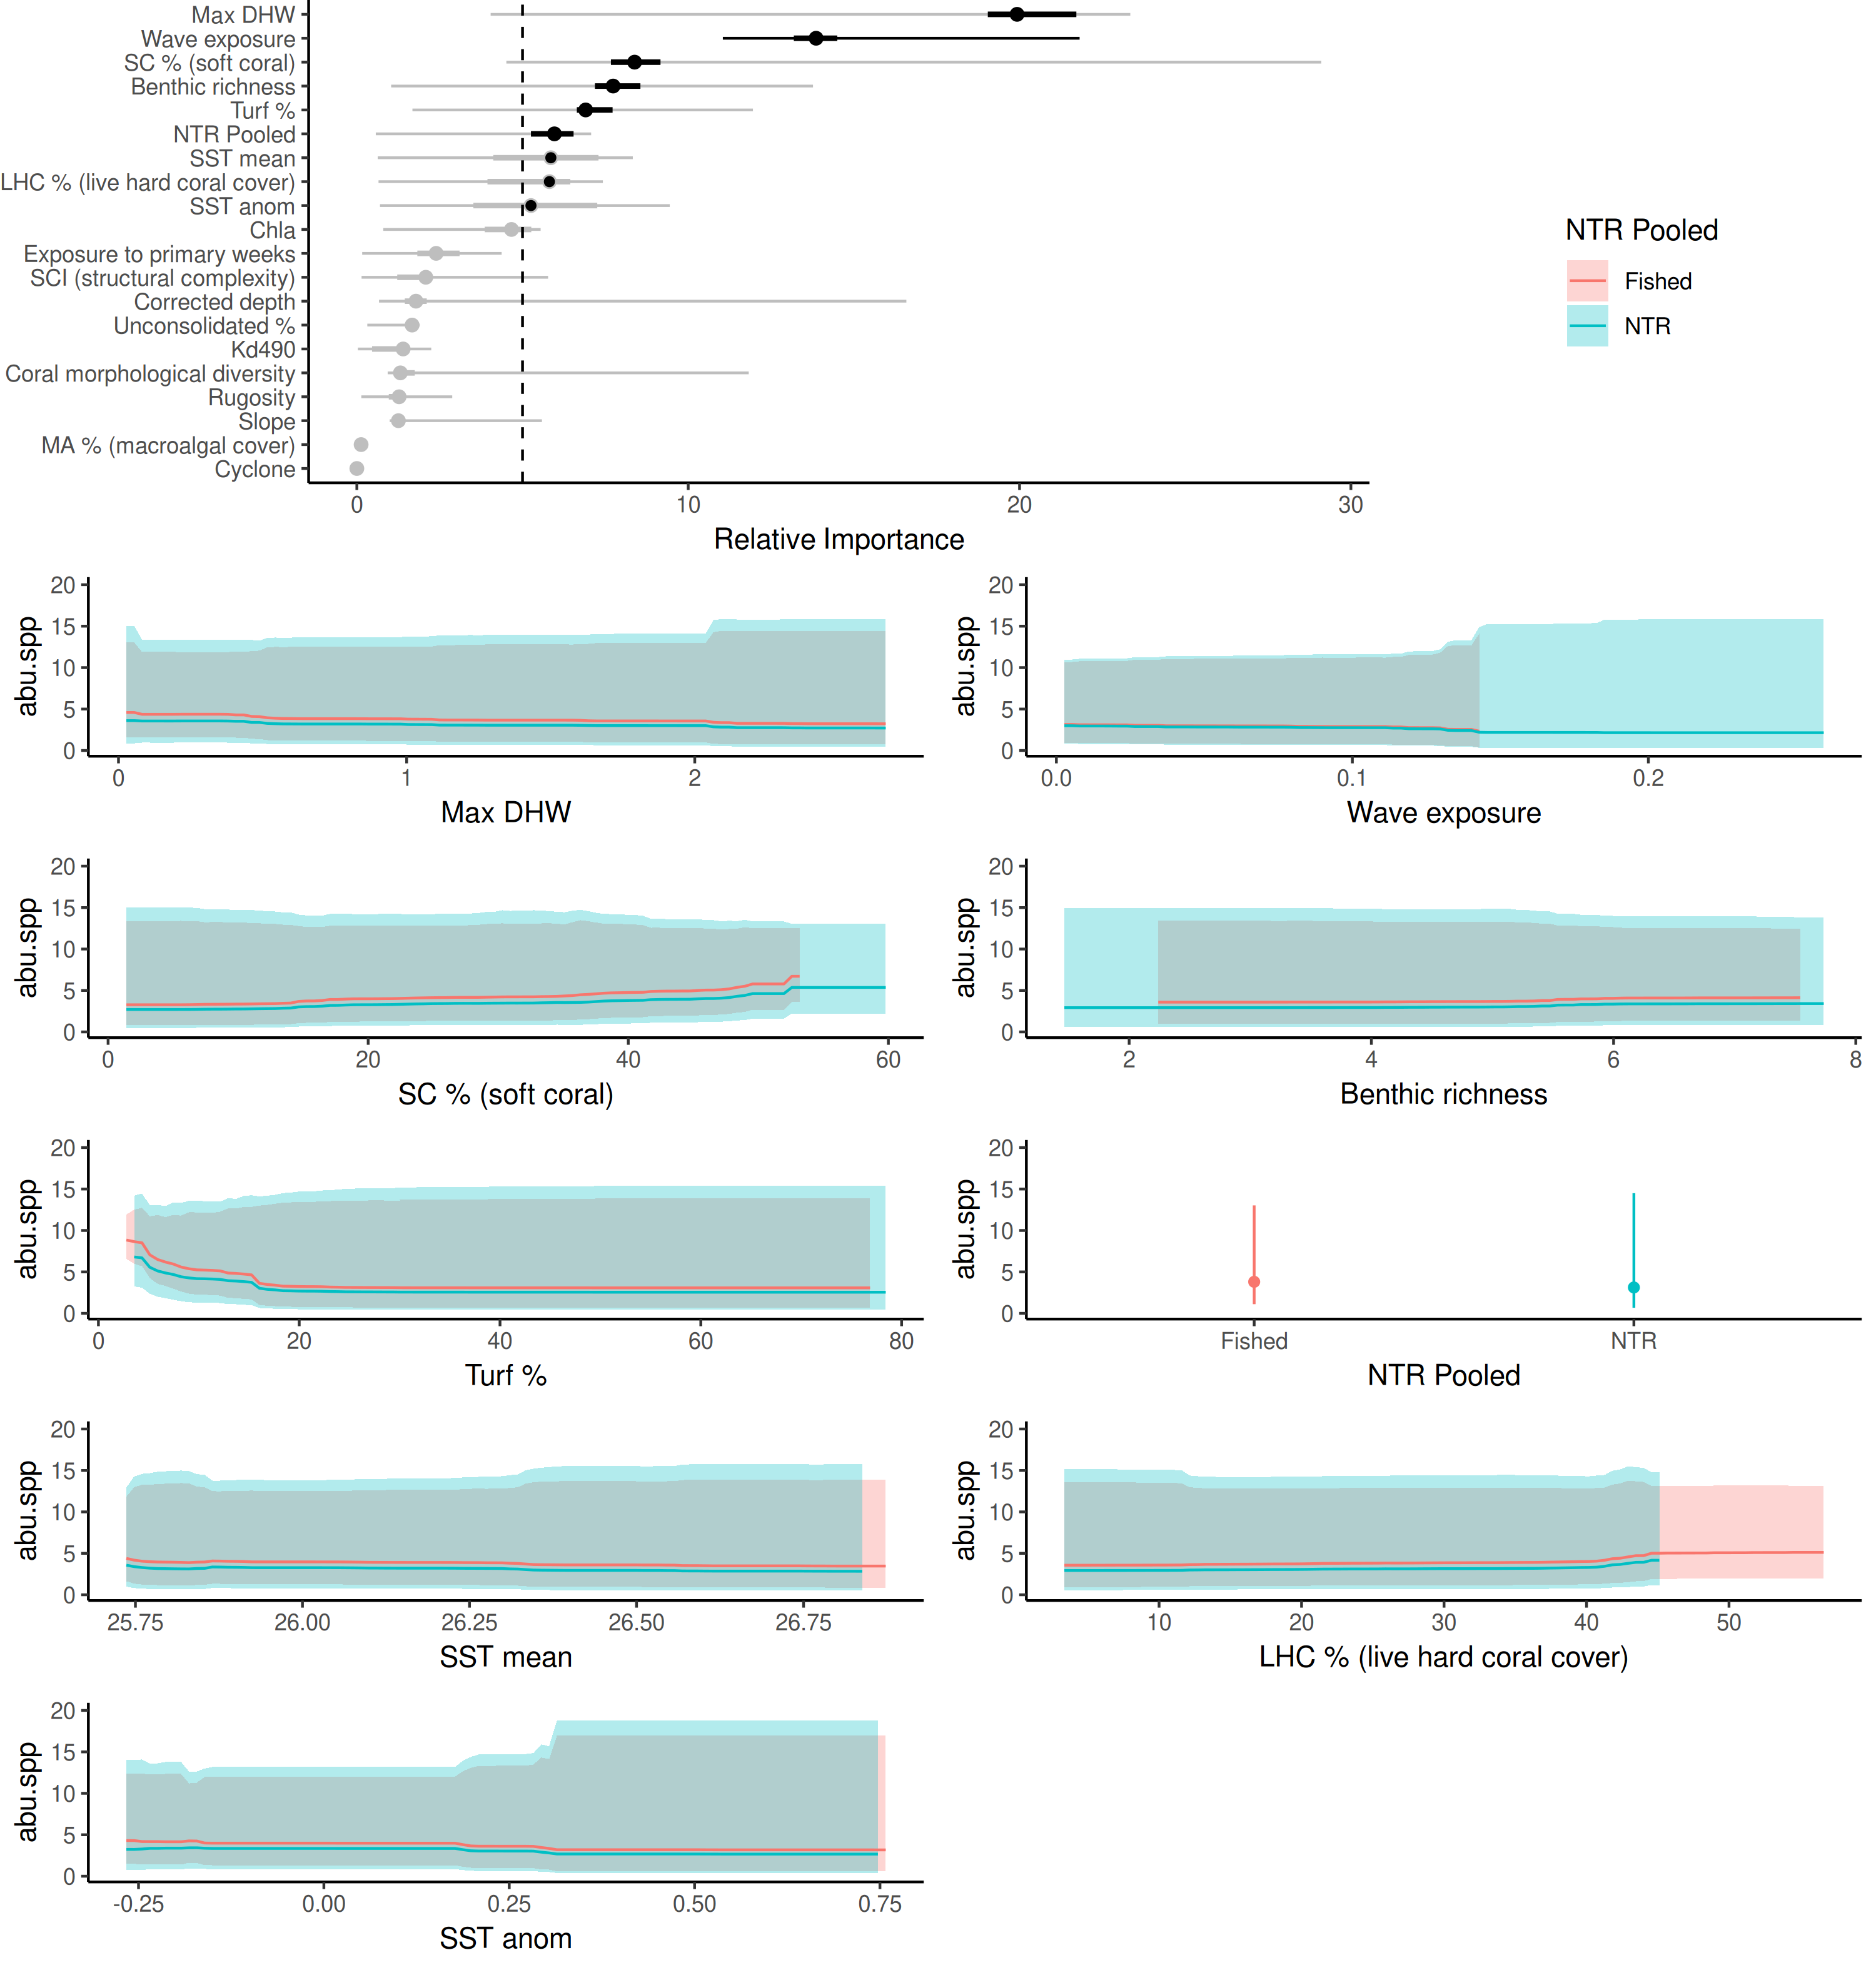 Max DHW
Wave exposure
SC % (soft coral)
Benthic richness
Turf %
NTR Pooled
SST mean
LHC % (live hard coral cover)
SST anom
Chla
Exposure to primary weeks
SCI (structural complexity)
Corrected depth
Unconsolidated %
Kd490
Coral morphological diversity
Rugosity
Slope
MA % (macroalgal cover)
Cyclone
0 10 20 30
Relative Importance
NTR Pooled
Fished
NTR
20
15
10
5
0
abu.spp
0 1 2
Max DHW
20
15
10
5
0
abu.spp
0.0 0.1 0.2
Wave exposure
20
15
10
5
0
abu.spp
0 20 40 60
SC % (soft coral)
20
15
10
5
0
abu.spp
2 4 6 8
Benthic richness
20
15
10
5
0
abu.spp
0 20 40 60 80
Turf %
20
15
10
5
0
abu.spp
Fished NTR
NTR Pooled
20
15
10
5
0
abu.spp
25.75 26.00 26.25 26.50 26.75
SST mean
20
15
10
5
0
abu.spp
10 20 30 40 50
LHC % (live hard coral cover)
20
15
10
5
0
abu.spp
-0.25 0.00 0.25 0.50 0.75
SST anom